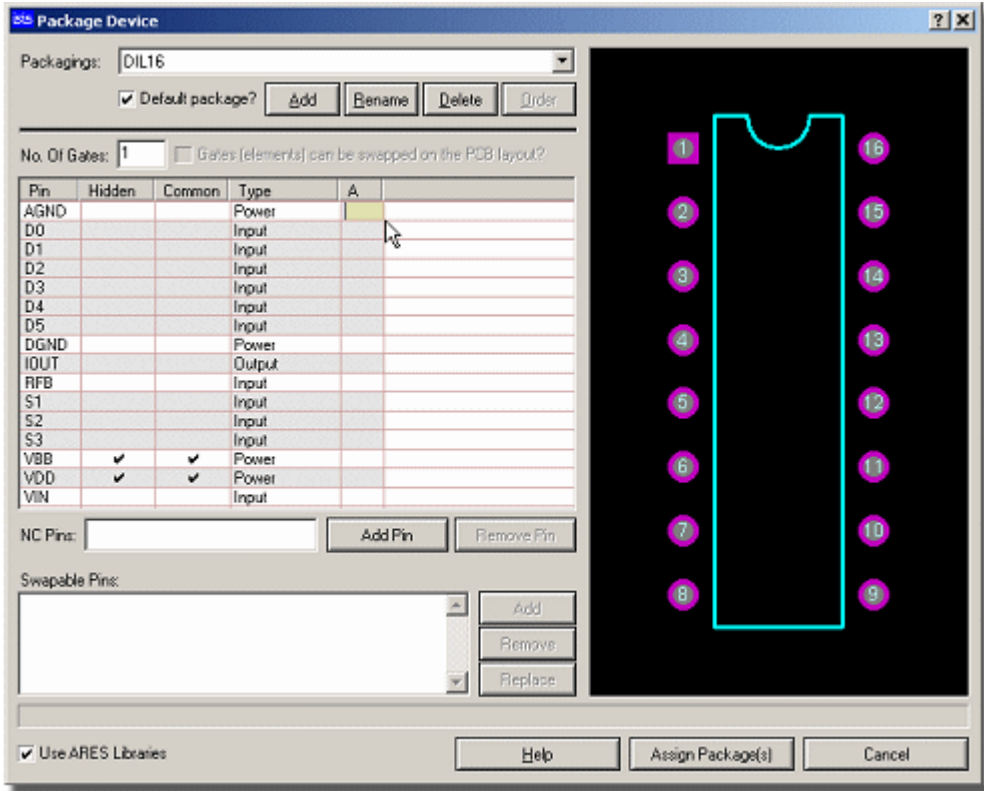 isis Package Device
Packagings: DIL16
Default package? Add Rename Delete Order
No. Of Gates: 1 Gates (elements) can be swapped on the PCB layout?
Pin Hidden Common Type A
AGND Power
D0 Input
D1 Input
D2 Input
D3 Input
D4 Input
D5 Input
DGND Power
IOUT Output
RFB Input
S1 Input
S2 Input
S3 Input
VBB ✔ ✔ Power
VDD ✔ ✔ Power
VIN Input
NC Pins: Add Pin Remove Pin
Swapable Pins:
Add
Remove
Replace
Use ARES Libraries Help Assign Package(s) Cancel
1 16
2 15
3 14
4 13
5 12
6 11
7 10
8 9